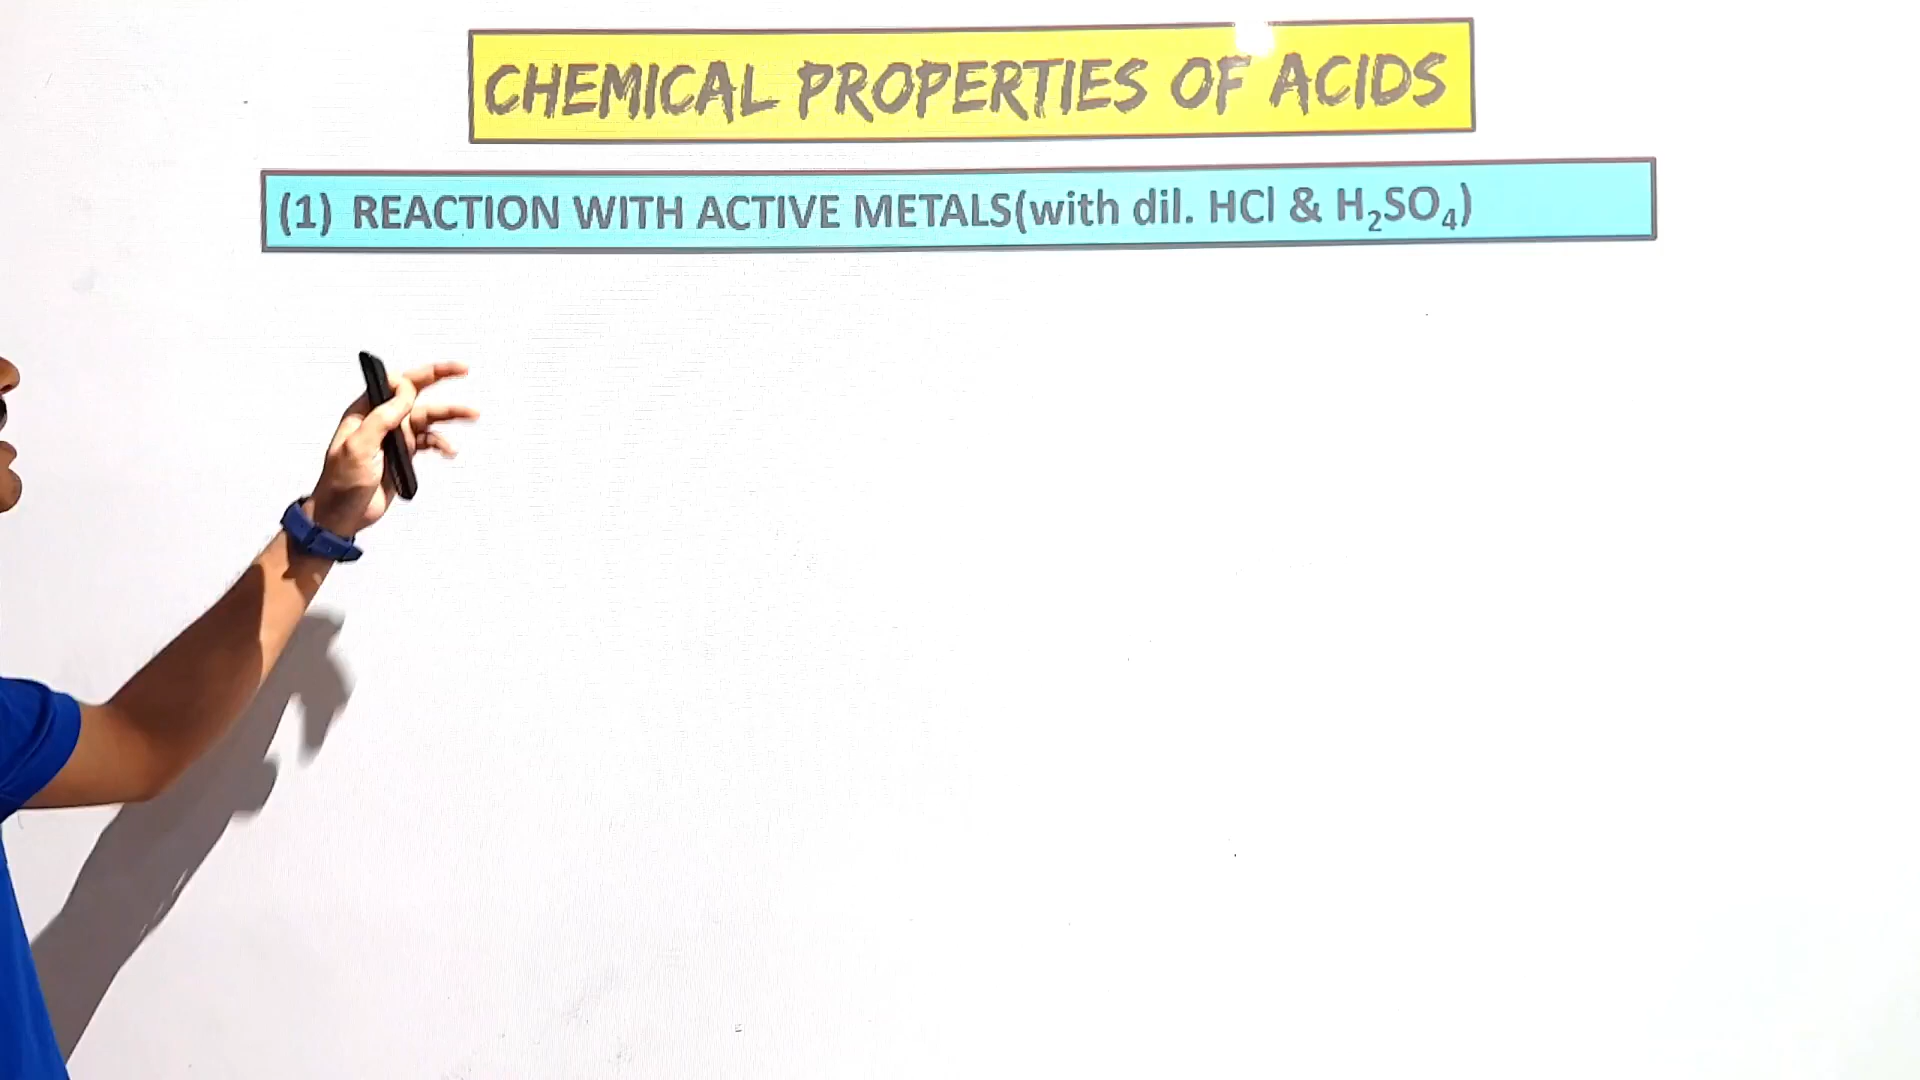 CHEMICAL PROPERTIES OF ACIDS
(1) REACTION WITH ACTIVE METALS(with dil. HCl & H₂SO₄)